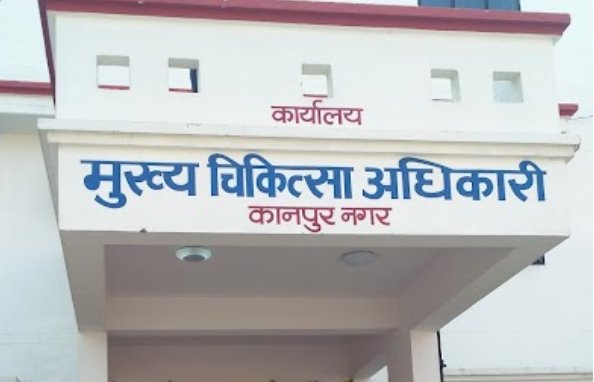 कार्यालय
मुख्य चिकित्सा अधिकारी
कानपुर नगर